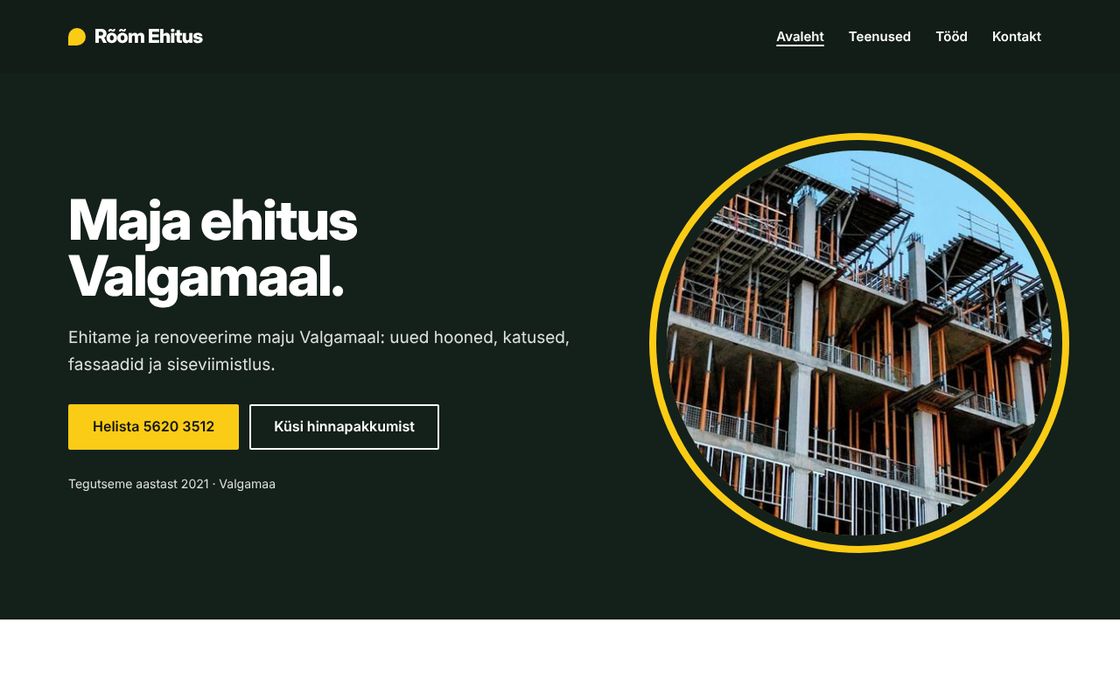 Rõõm Ehitus
Avaleht Teenused Tööd Kontakt
Maja ehitus
Valgamaal.
Ehitame ja renoveerime maju Valgamaal: uued hooned, katused,
fassaadid ja siseviimistlus.
Helista 5620 3512 Küsi hinnapakkumist
Tegutseme aastast 2021 · Valgamaa